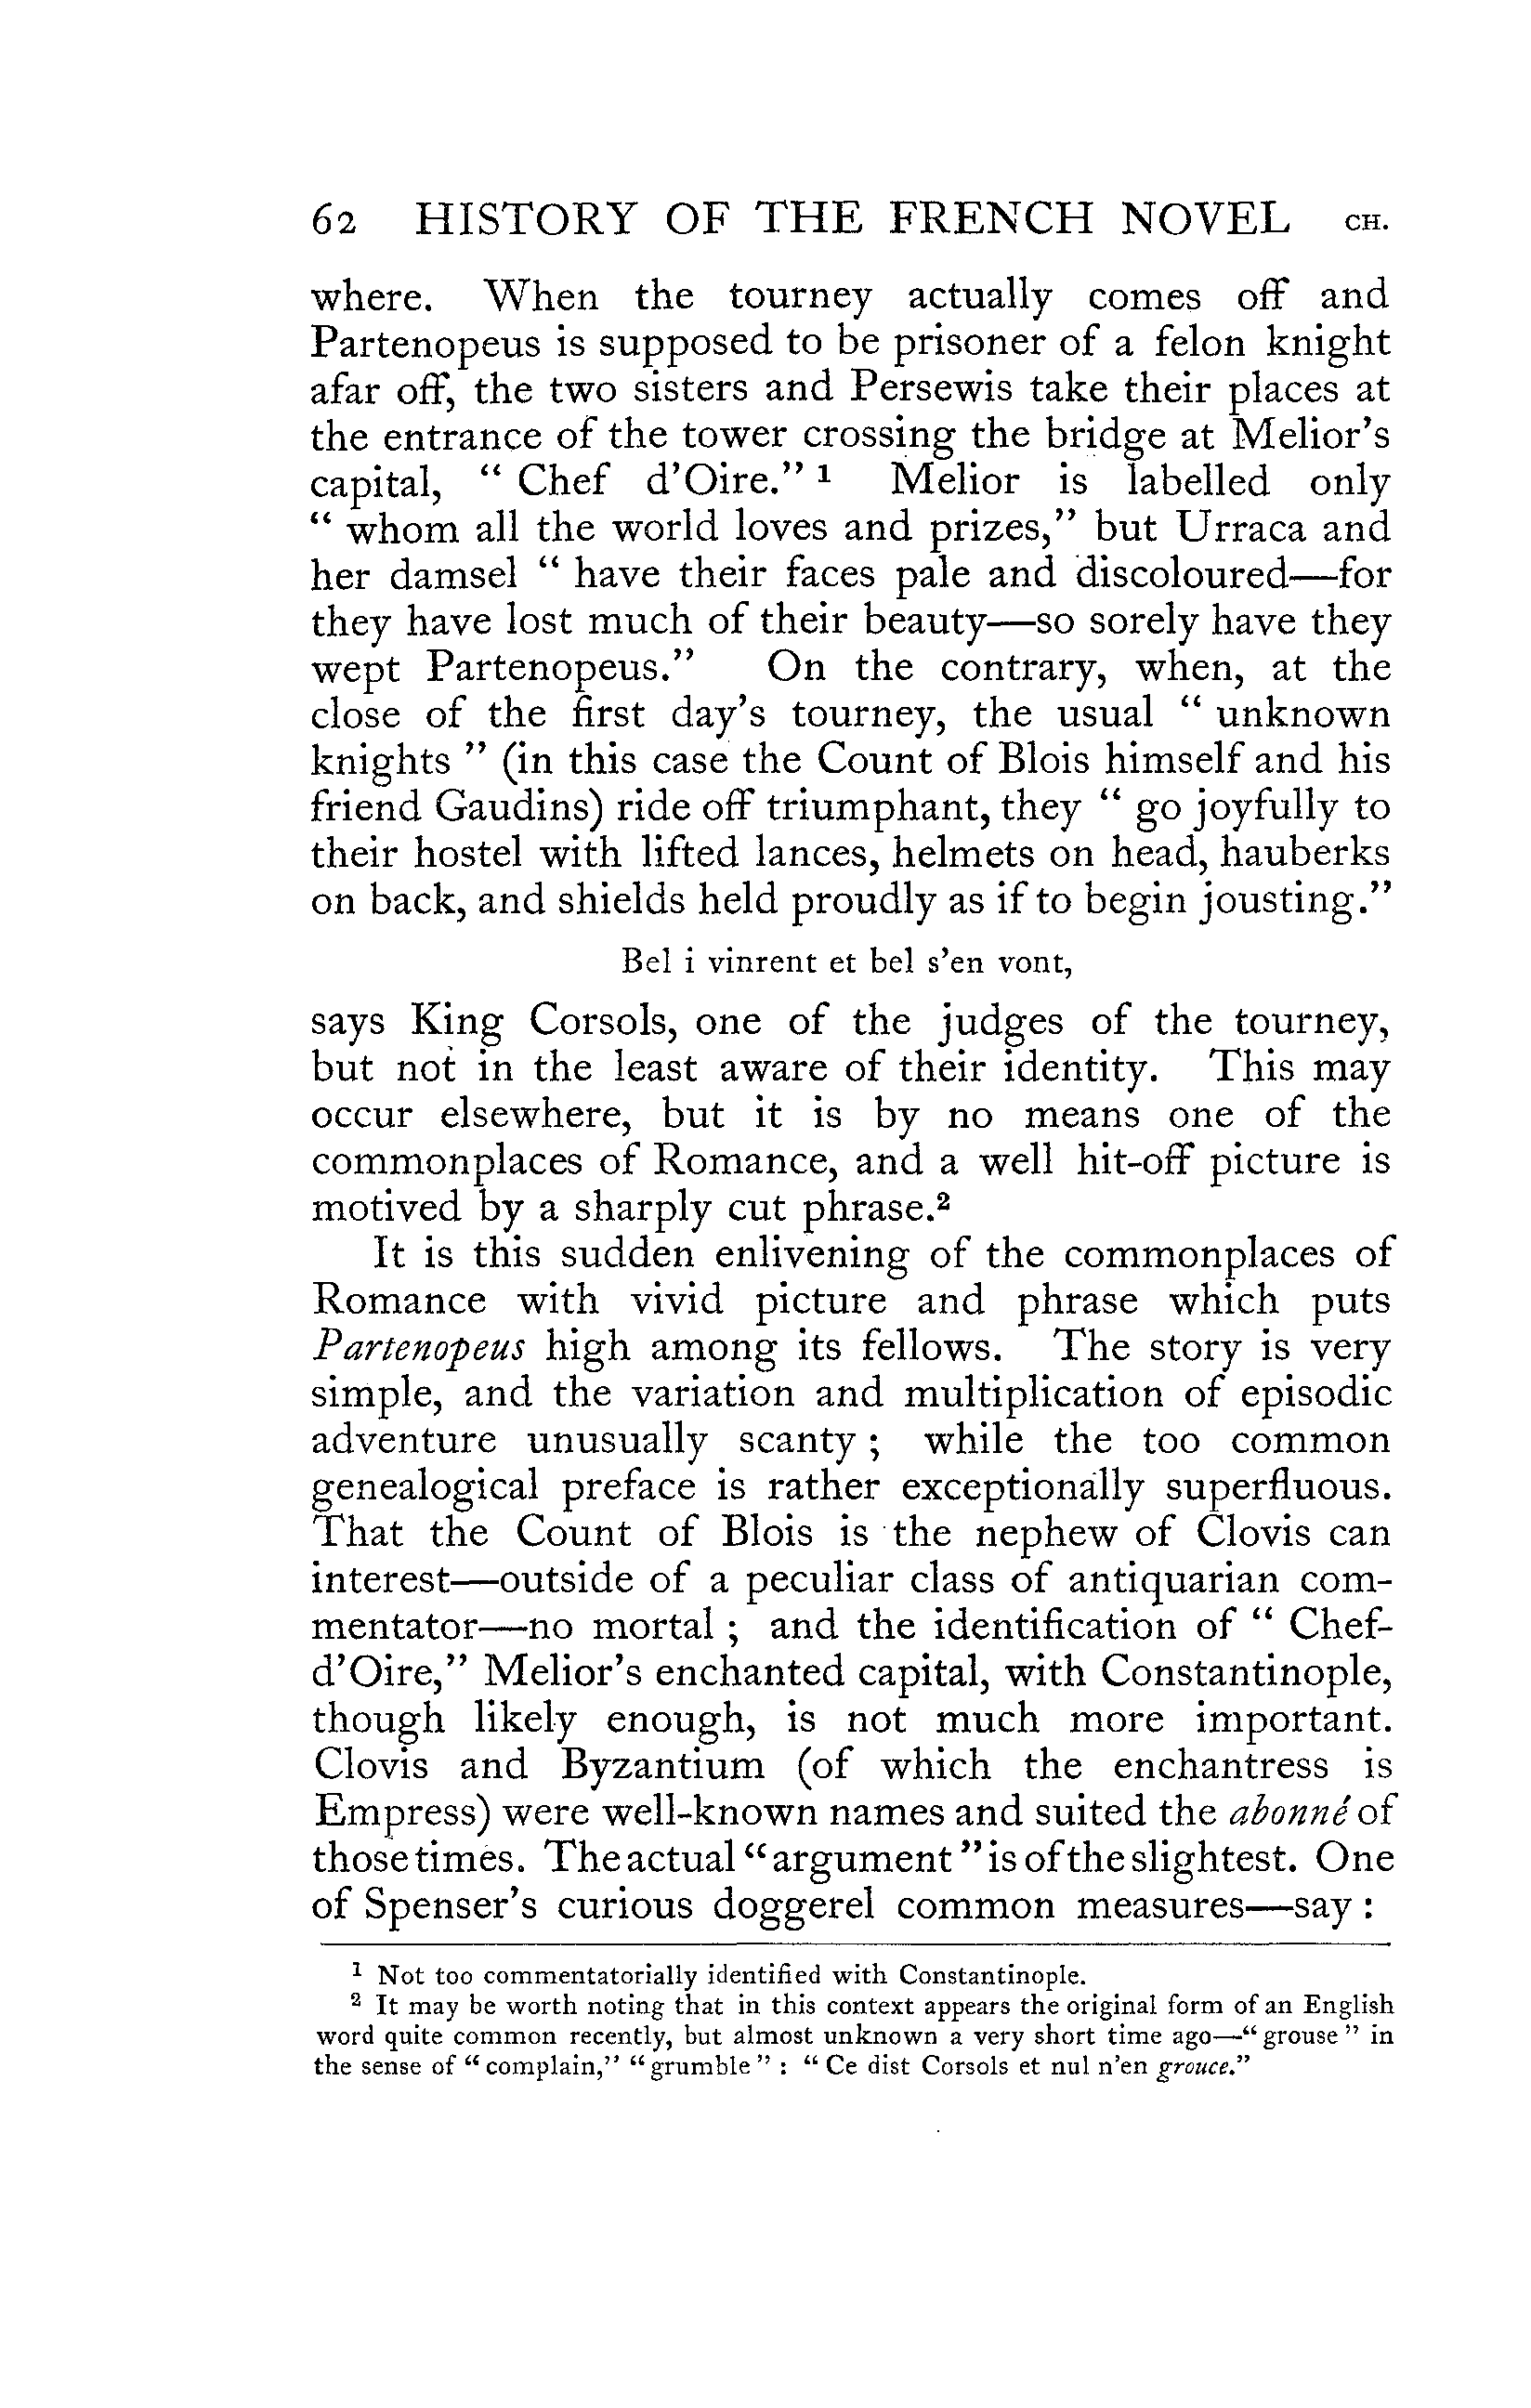 62 HISTORY OF THE FRENCH NOVEL CH.
where. When the tourney actually comes off and
Partenopeus is supposed to be prisoner of a felon knight
afar off, the two sisters and Persewis take their places at
the entrance of the tower crossing the bridge at Melior's
capital, “ Chef d'Oire.” ¹ Melior is labelled only
“ whom all the world loves and prizes,” but Urraca and
her damsel “ have their faces pale and discoloured—for
they have lost much of their beauty—so sorely have they
wept Partenopeus.” On the contrary, when, at the
close of the first day's tourney, the usual “ unknown
knights ” (in this case the Count of Blois himself and his
friend Gaudins) ride off triumphant, they “ go joyfully to
their hostel with lifted lances, helmets on head, hauberks
on back, and shields held proudly as if to begin jousting.”
Bel i vinrent et bel s'en vont,
says King Corsols, one of the judges of the tourney,
but not in the least aware of their identity. This may
occur elsewhere, but it is by no means one of the
commonplaces of Romance, and a well hit-off picture is
motived by a sharply cut phrase.²
It is this sudden enlivening of the commonplaces of
Romance with vivid picture and phrase which puts
Partenopeus high among its fellows. The story is very
simple, and the variation and multiplication of episodic
adventure unusually scanty ; while the too common
genealogical preface is rather exceptionally superfluous.
That the Count of Blois is the nephew of Clovis can
interest—outside of a peculiar class of antiquarian com-
mentator—no mortal ; and the identification of “ Chef-
d'Oire,” Melior's enchanted capital, with Constantinople,
though likely enough, is not much more important.
Clovis and Byzantium (of which the enchantress is
Empress) were well-known names and suited the abonné of
those times. The actual “argument ” is of the slightest. One
of Spenser's curious doggerel common measures—say :
¹ Not too commentatorially identified with Constantinople.
² It may be worth noting that in this context appears the original form of an English
word quite common recently, but almost unknown a very short time ago—“ grouse ” in
the sense of “ complain,” “grumble ” : “ Ce dist Corsols et nul n'en grouce.”